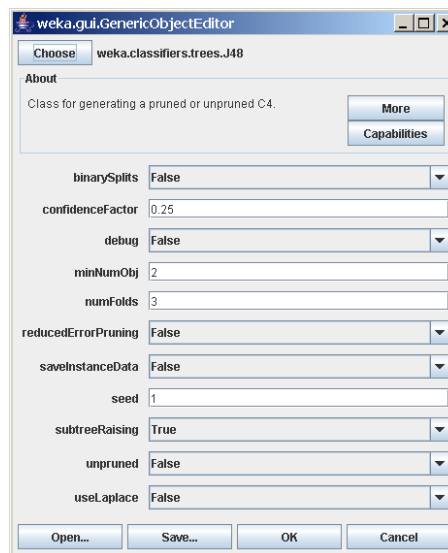 weka.gui.GenericObjectEditor
Choose weka.classifiers.trees.J48
About
Class for generating a pruned or unpruned C4.
More
Capabilities
binarySplits False
confidenceFactor 0.25
debug False
minNumObj 2
numFolds 3
reducedErrorPruning False
saveInstanceData False
seed 1
subtreeRaising True
unpruned False
useLaplace False
Open... Save... OK Cancel